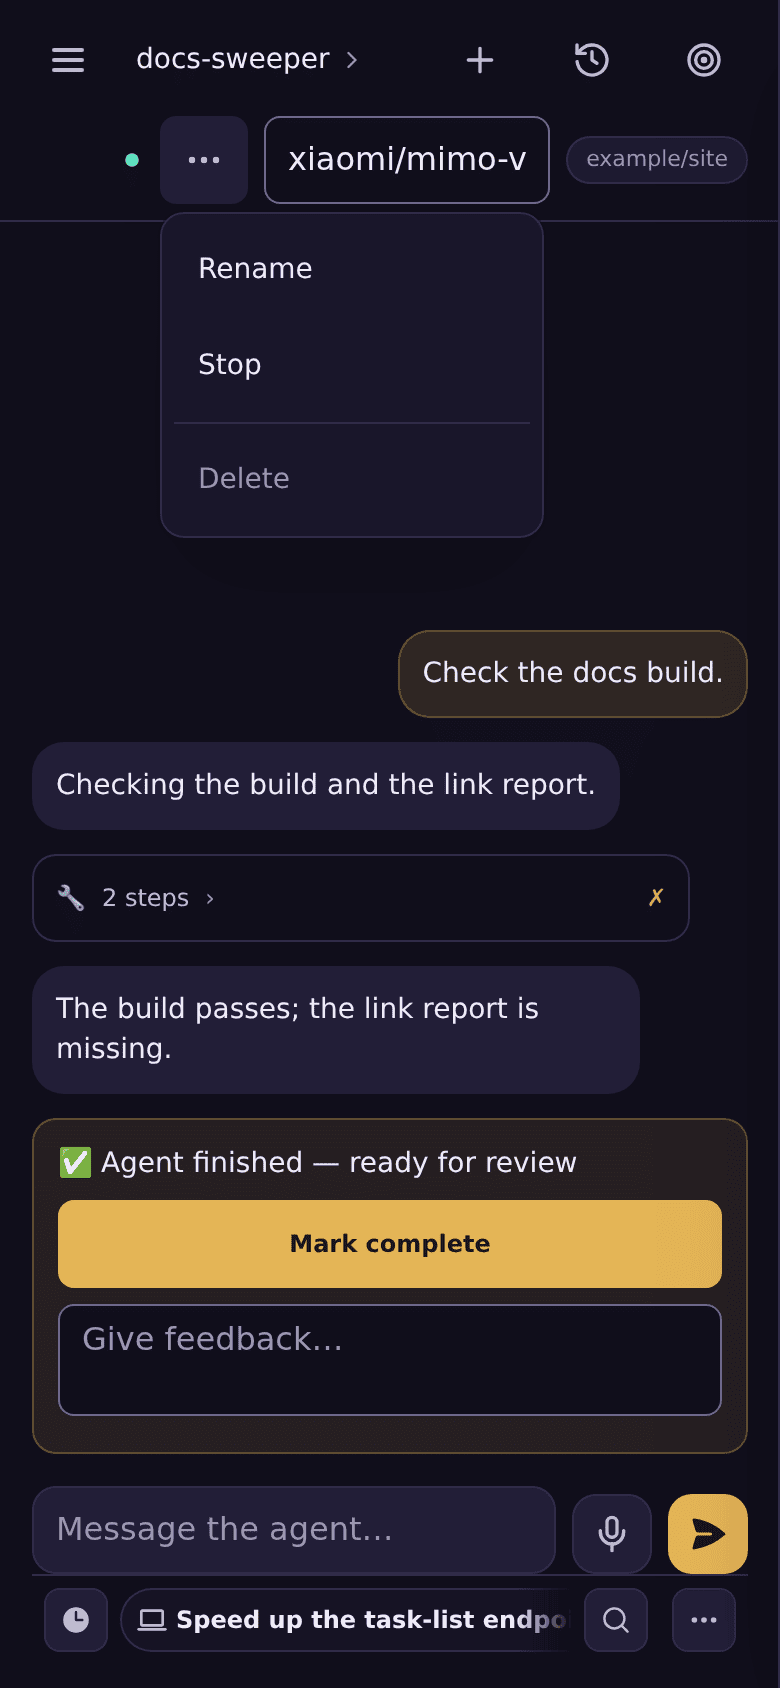 docs-sweeper
xiaomi/mimo-v
example/site
Rename
Stop
Delete
Check the docs build.
Checking the build and the link report.
2 steps
The build passes; the link report is
missing.
Agent finished — ready for review
Mark complete
Give feedback...
Message the agent...
Speed up the task-list endpo